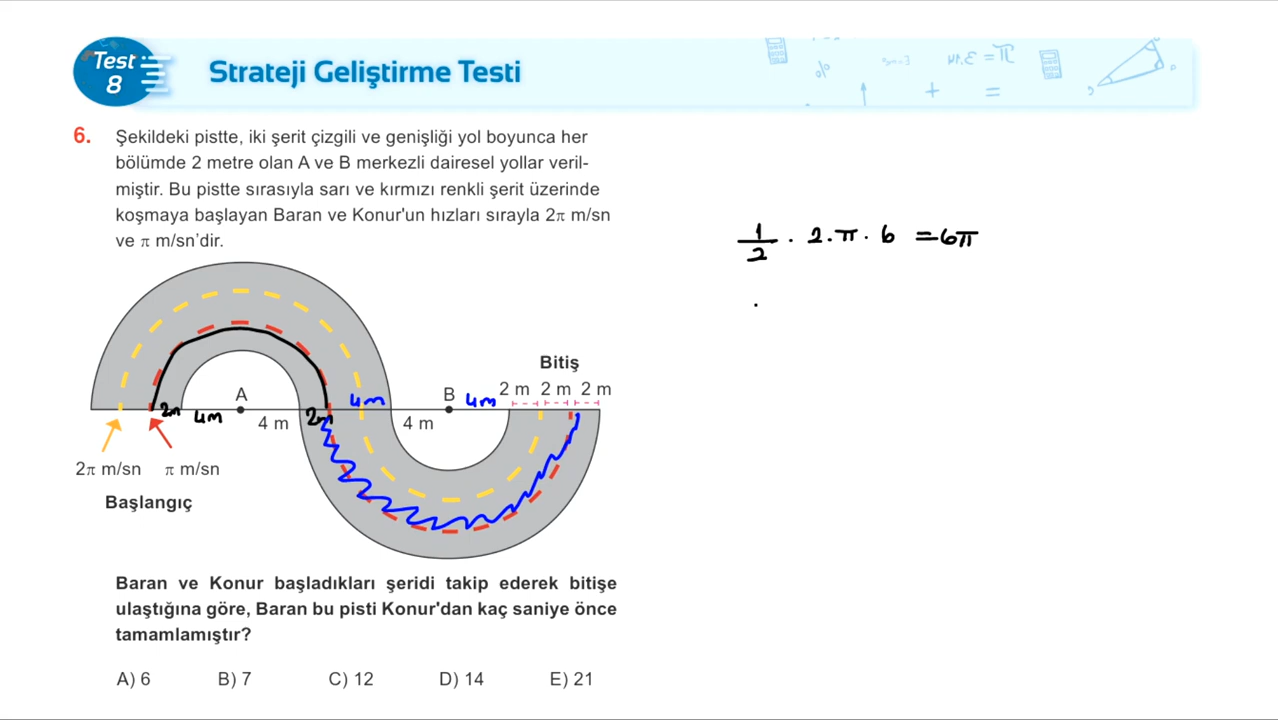 Test
8
Strateji Geliştirme Testi
6. Şekildeki pistte, iki şerit çizgili ve genişliği yol boyunca her
bölümde 2 metre olan A ve B merkezli dairesel yollar veril-
miştir. Bu pistte sırasıyla sarı ve kırmızı renkli şerit üzerinde
koşmaya başlayan Baran ve Konur'un hızları sırayla 2π m/sn
ve π m/sn'dir.
1/2 . 2.π . 6 = 6π
Bitiş
A
B
2 m 2 m 2 m
2m
4m
4 m
2m
4m
4 m
4m
2π m/sn π m/sn
Başlangıç
Baran ve Konur başladıkları şeridi takip ederek bitişe
ulaştığına göre, Baran bu pisti Konur'dan kaç saniye önce
tamamlamıştır?
A) 6 B) 7 C) 12 D) 14 E) 21